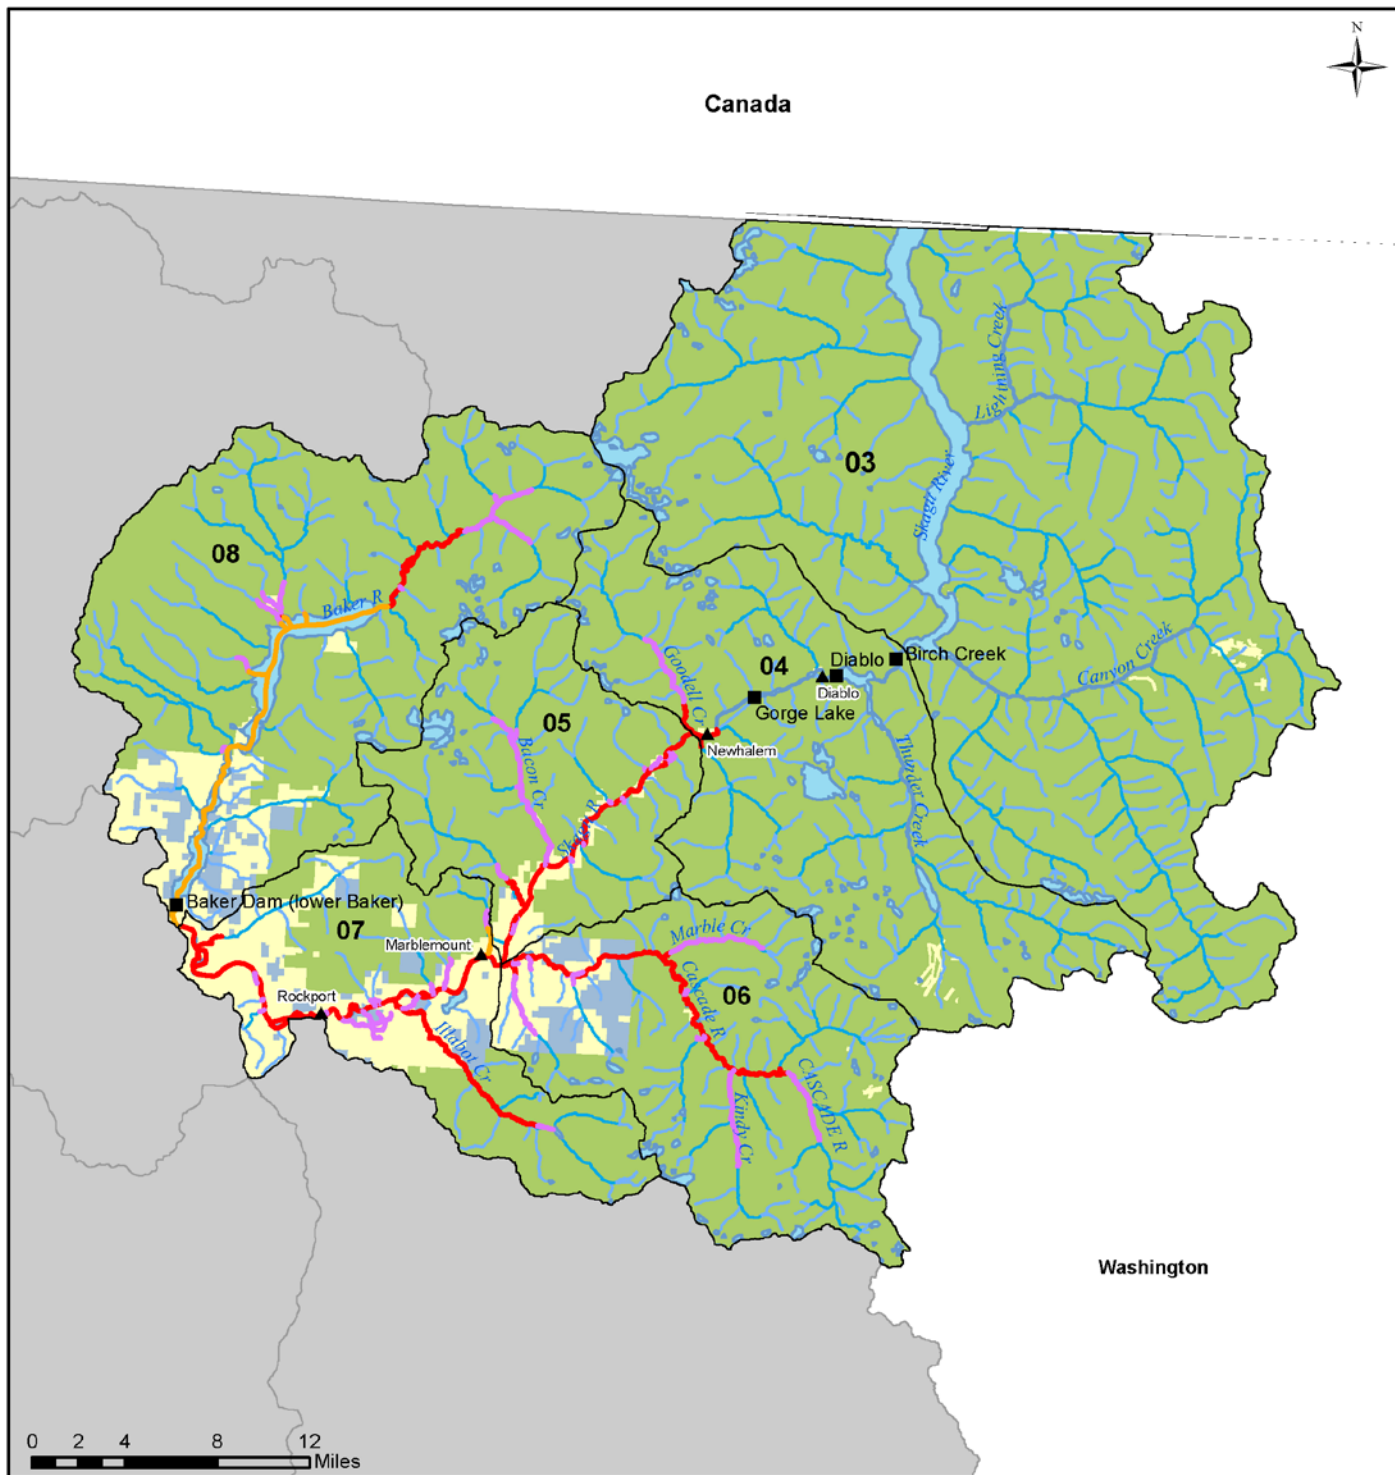 N
Canada
Lightning Creek
03
Skagit River
08
Baker R
Goodell Cr
04
Diablo
Birch Creek
Diablo
Canyon Creek
Gorge Lake
05
Bacon Cr
Newhalem
Thunder Creek
Skagit R
Baker Dam (lower Baker)
07
Marblemount
Marble Cr
Cascade R
06
Rockport
Illabot Cr
Kindy Cr
CASCADE R
Washington
0 2 4 8 12
Miles